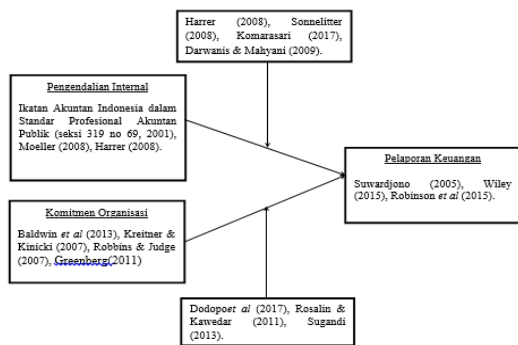 Harrer (2008), Sonnelitter
(2008), Komarasari (2017),
Darwanis & Mahyani (2009).
Pengendalian Internal
Ikatan Akuntan Indonesia dalam
Standar Profesional Akuntan
Publik (seksi 319 no 69, 2001),
Moeller (2008), Harrer (2008).
Pelaporan Keuangan
Suwardjono (2005), Wiley
(2015), Robinson et al (2015).
Komitmen Organisasi
Baldwin et al (2013), Kreitner &
Kinicki (2007), Robbins & Judge
(2007), Greenberg(2011)
Dodopoet al (2017), Rosalin &
Kawedar (2011), Sugandi
(2013).